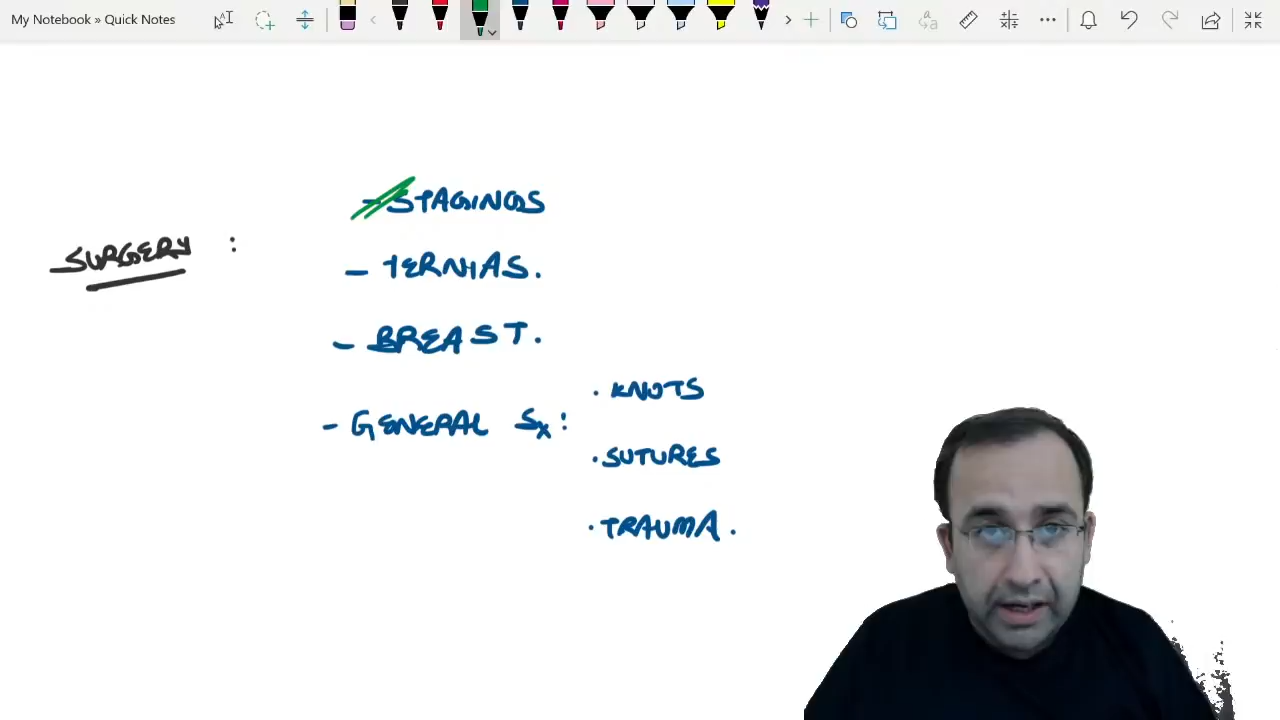 My Notebook » Quick Notes
- STAGINGS
SURGERY :
- HERNIAS.
- BREAST.
- GENERAL Sx:
· KNOTS
· SUTURES
· TRAUMA.